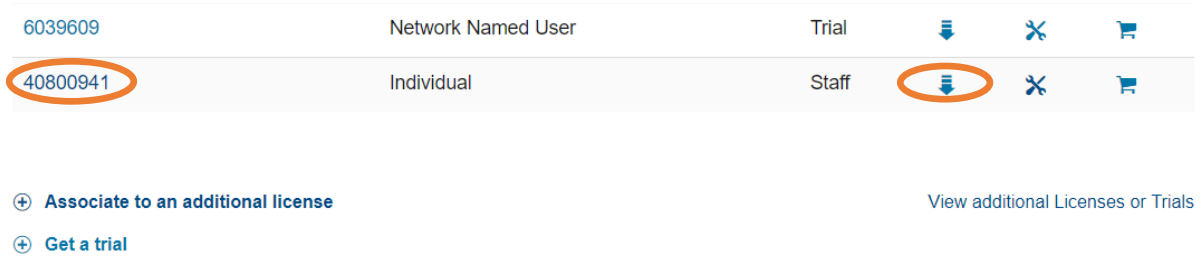 6039609 Network Named User Trial
40800941 Individual Staff
Associate to an additional license View additional Licenses or Trials
Get a trial